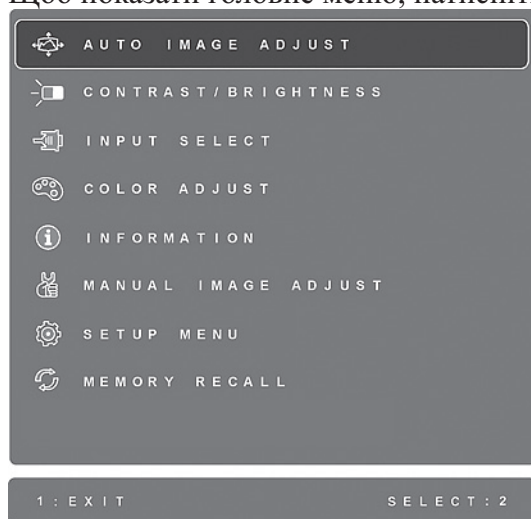 Щоб показати головне меню, натисніть
AUTO IMAGE ADJUST
CONTRAST/BRIGHTNESS
INPUT SELECT
COLOR ADJUST
INFORMATION
MANUAL IMAGE ADJUST
SETUP MENU
MEMORY RECALL
1:EXIT SELECT:2